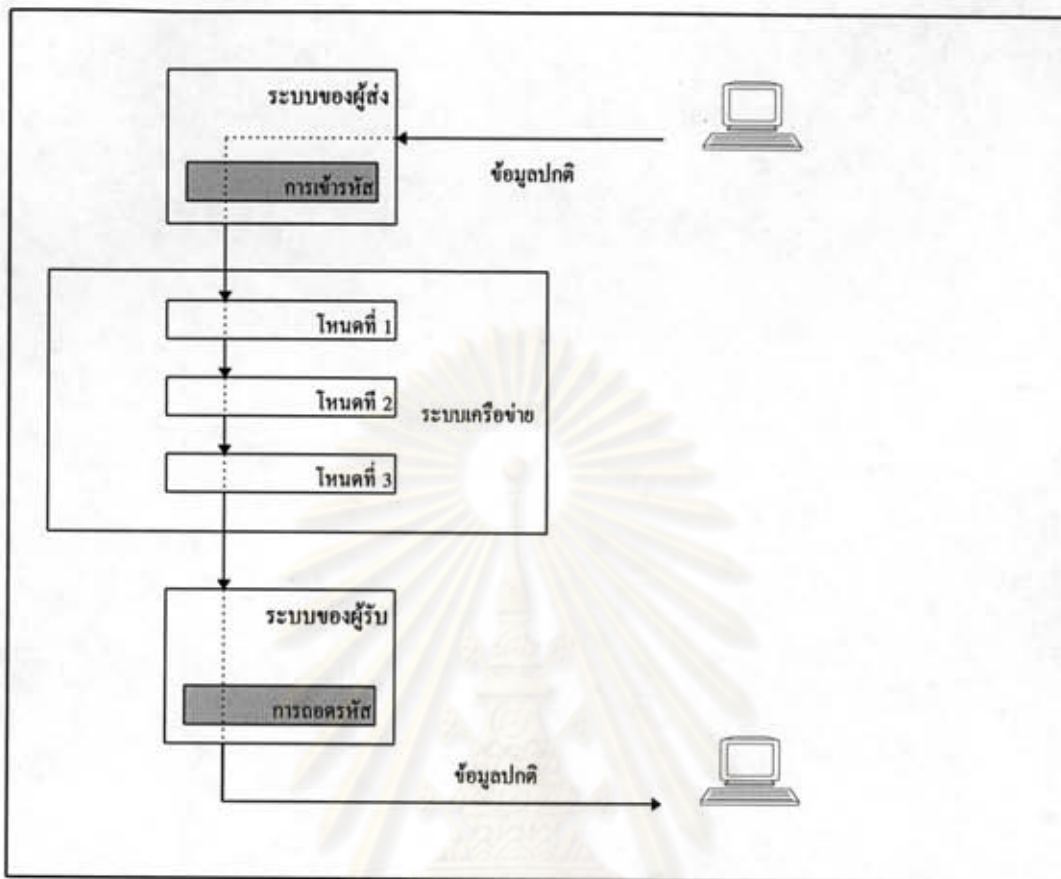 ระบบของผู้ส่ง
ข้อมูลปกติ
การเข้ารหัส
โหนดที่ 1
โหนดที่ 2
ระบบเครือข่าย
โหนดที่ 3
ระบบของผู้รับ
การถอดรหัส
ข้อมูลปกติ